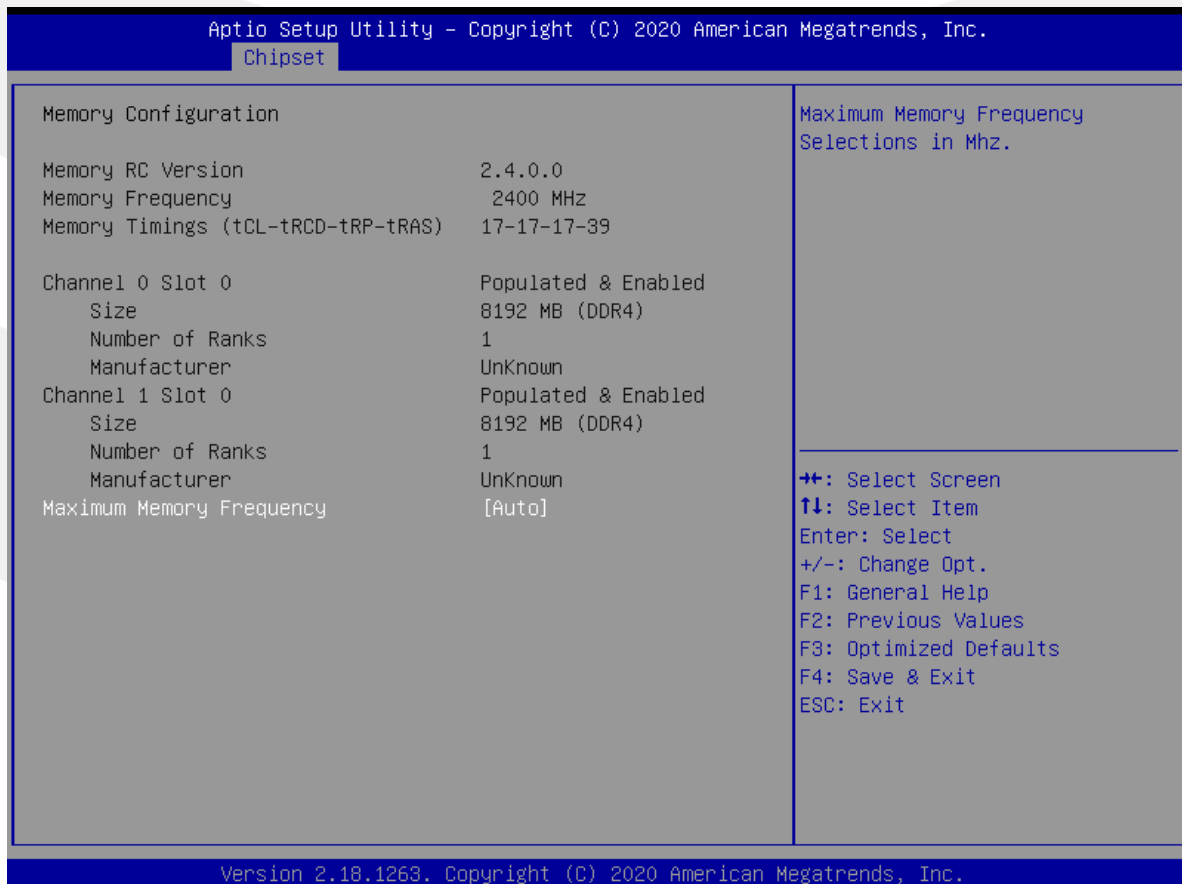 Aptio Setup Utility – Copyright (C) 2020 American Megatrends, Inc.
Chipset
Memory Configuration
Memory RC Version 2.4.0.0
Memory Frequency 2400 MHz
Memory Timings (tCL-tRCD-tRP-tRAS) 17-17-17-39
Channel 0 Slot 0 Populated & Enabled
Size 8192 MB (DDR4)
Number of Ranks 1
Manufacturer UnKnown
Channel 1 Slot 0 Populated & Enabled
Size 8192 MB (DDR4)
Number of Ranks 1
Manufacturer UnKnown
Maximum Memory Frequency [Auto]
Maximum Memory Frequency
Selections in Mhz.
→←: Select Screen
↑↓: Select Item
Enter: Select
+/-: Change Opt.
F1: General Help
F2: Previous Values
F3: Optimized Defaults
F4: Save & Exit
ESC: Exit
Version 2.18.1263. Copyright (C) 2020 American Megatrends, Inc.